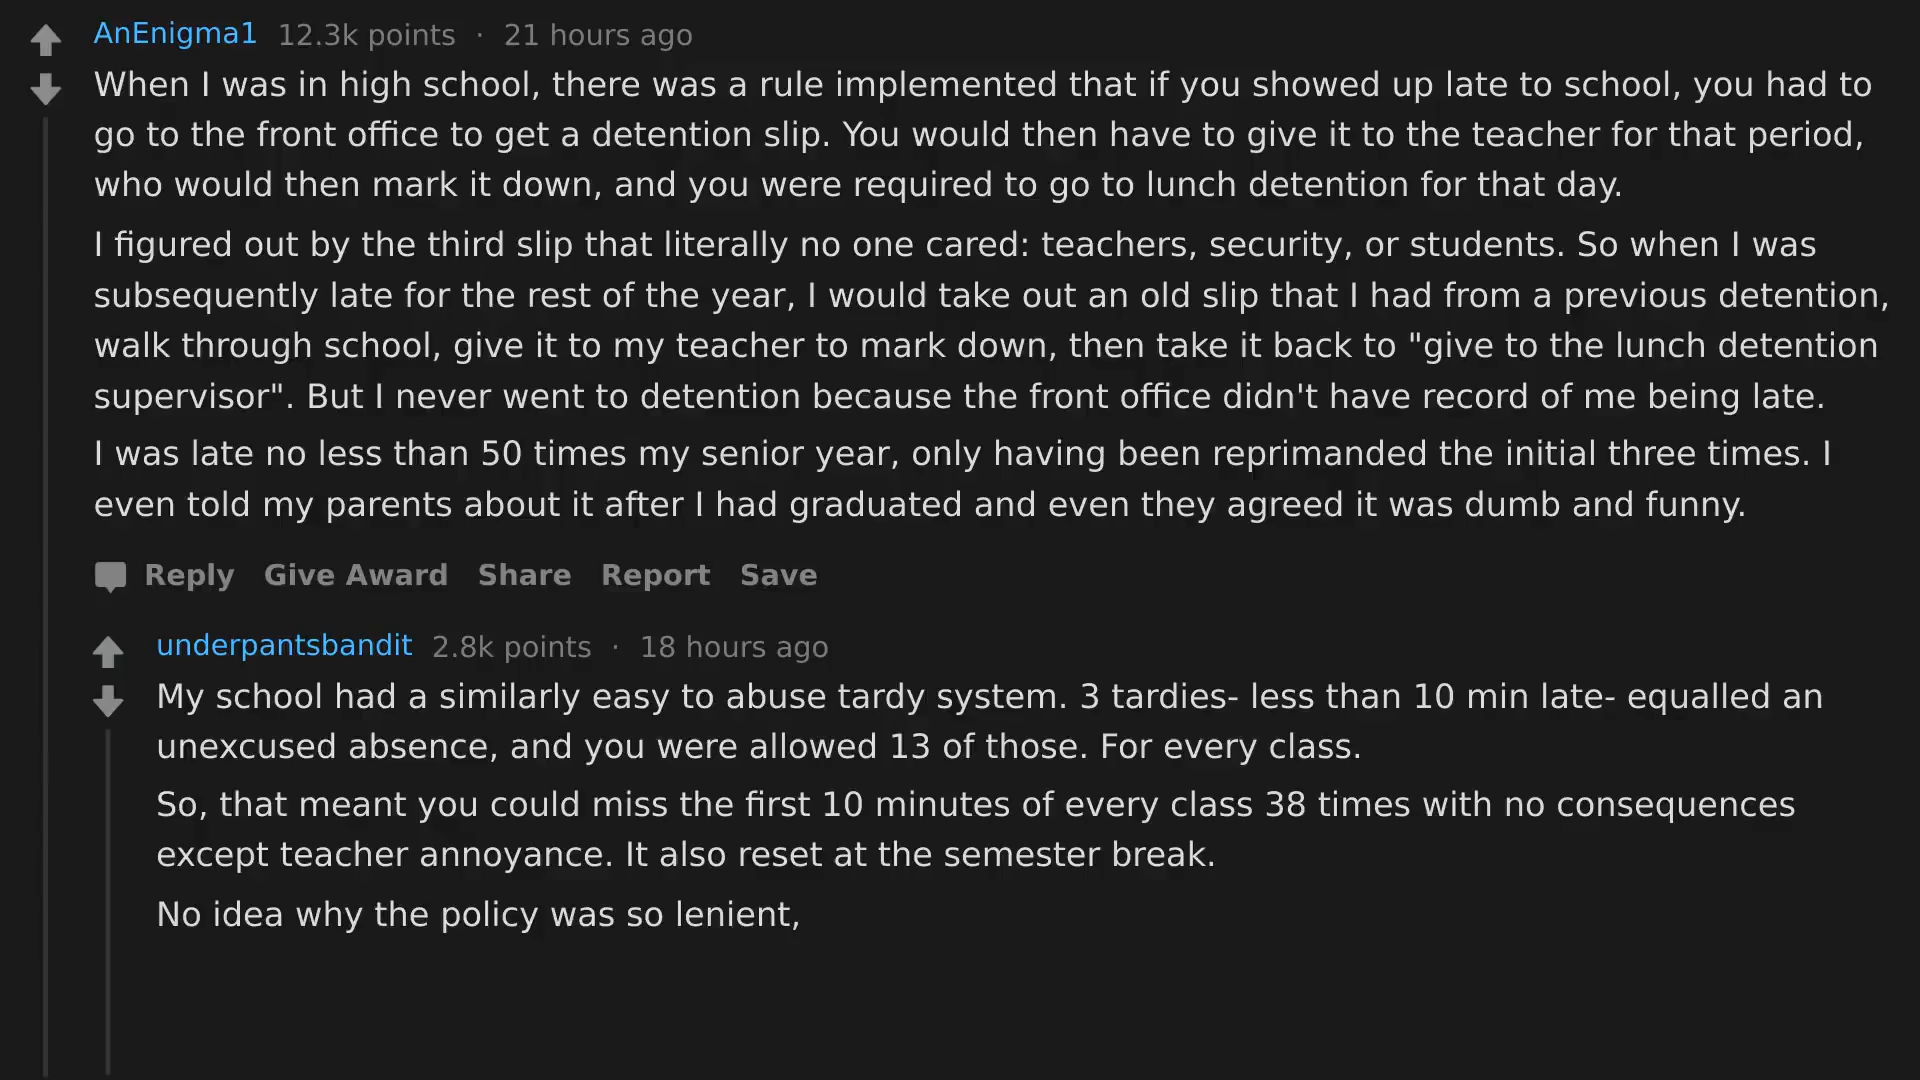 AnEnigma1 12.3k points · 21 hours ago
When I was in high school, there was a rule implemented that if you showed up late to school, you had to
go to the front office to get a detention slip. You would then have to give it to the teacher for that period,
who would then mark it down, and you were required to go to lunch detention for that day.
I figured out by the third slip that literally no one cared: teachers, security, or students. So when I was
subsequently late for the rest of the year, I would take out an old slip that I had from a previous detention,
walk through school, give it to my teacher to mark down, then take it back to "give to the lunch detention
supervisor". But I never went to detention because the front office didn't have record of me being late.
I was late no less than 50 times my senior year, only having been reprimanded the initial three times. I
even told my parents about it after I had graduated and even they agreed it was dumb and funny.
Reply Give Award Share Report Save
underpantsbandit 2.8k points · 18 hours ago
My school had a similarly easy to abuse tardy system. 3 tardies- less than 10 min late- equalled an
unexcused absence, and you were allowed 13 of those. For every class.
So, that meant you could miss the first 10 minutes of every class 38 times with no consequences
except teacher annoyance. It also reset at the semester break.
No idea why the policy was so lenient,